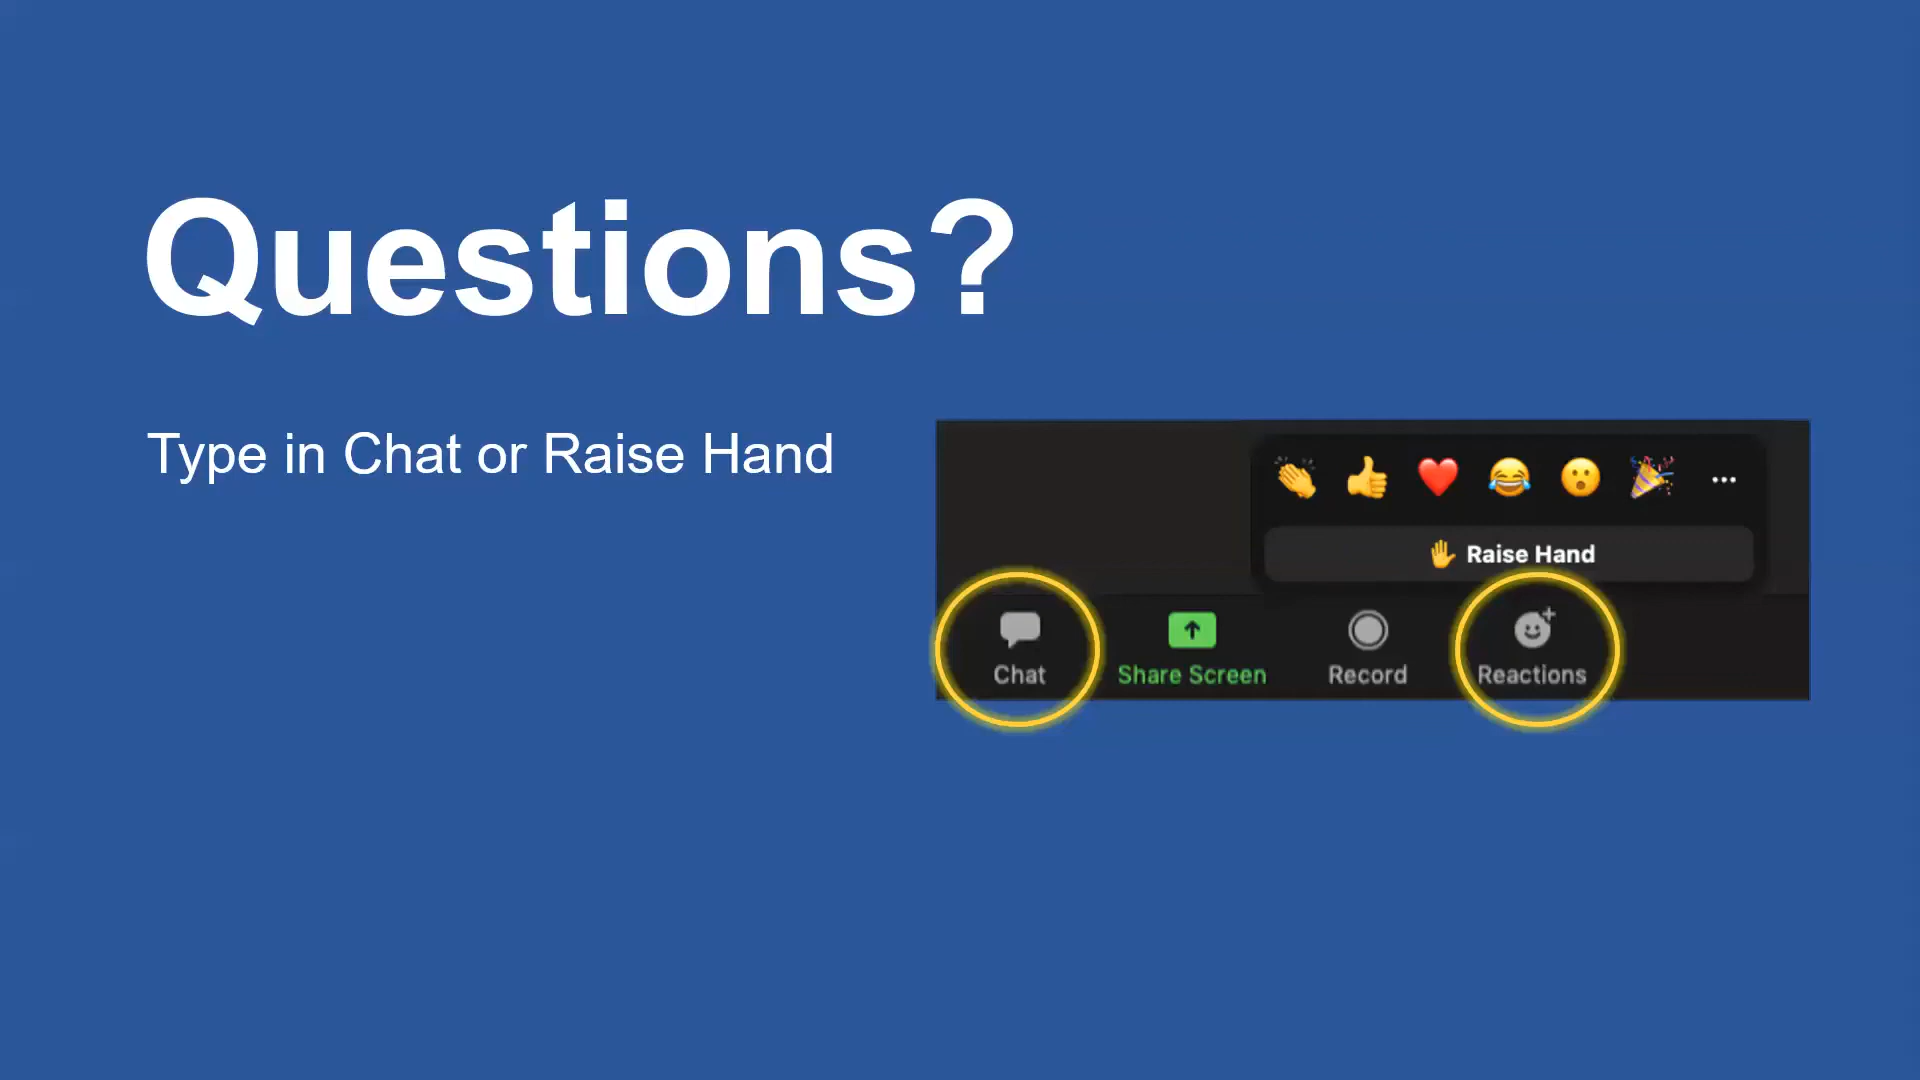 Questions?
Type in Chat or Raise Hand
Raise Hand
Chat
Share Screen
Record
Reactions